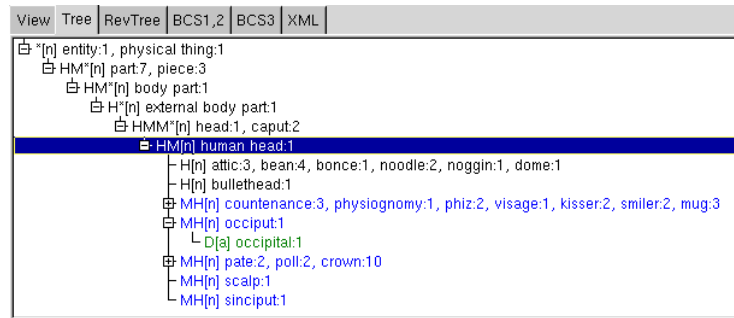 View Tree RevTree BCS1,2 BCS3 XML
*[n] entity:1, physical thing:1
HM*[n] part:7, piece:3
HM*[n] body part:1
H*[n] external body part:1
HMM*[n] head:1, caput:2
HM[n] human head:1
H[n] attic:3, bean:4, bonce:1, noodle:2, noggin:1, dome:1
H[n] bullethead:1
MH[n] countenance:3, physiognomy:1, phiz:2, visage:1, kisser:2, smiler:2, mug:3
MH[n] occiput:1
D[a] occipital:1
MH[n] pate:2, poll:2, crown:10
MH[n] scalp:1
MH[n] sinciput:1